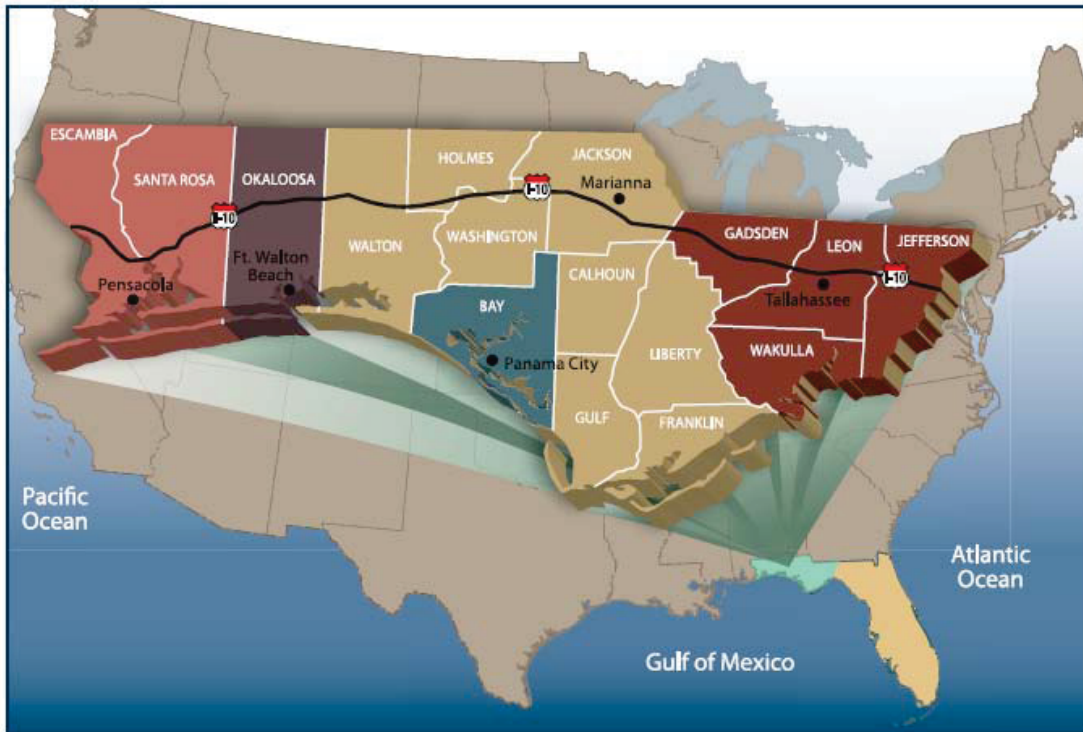 ESCAMBIA
SANTA ROSA
OKALOOSA
HOLMES
JACKSON
Marianna
I-10
I-10
WALTON
WASHINGTON
GADSDEN
LEON
JEFFERSON
Ft. Walton
Beach
Pensacola
CALHOUN
I-10
Tallahassee
BAY
Panama City
LIBERTY
WAKULLA
GULF
FRANKLIN
Pacific
Ocean
Atlantic
Ocean
Gulf of Mexico